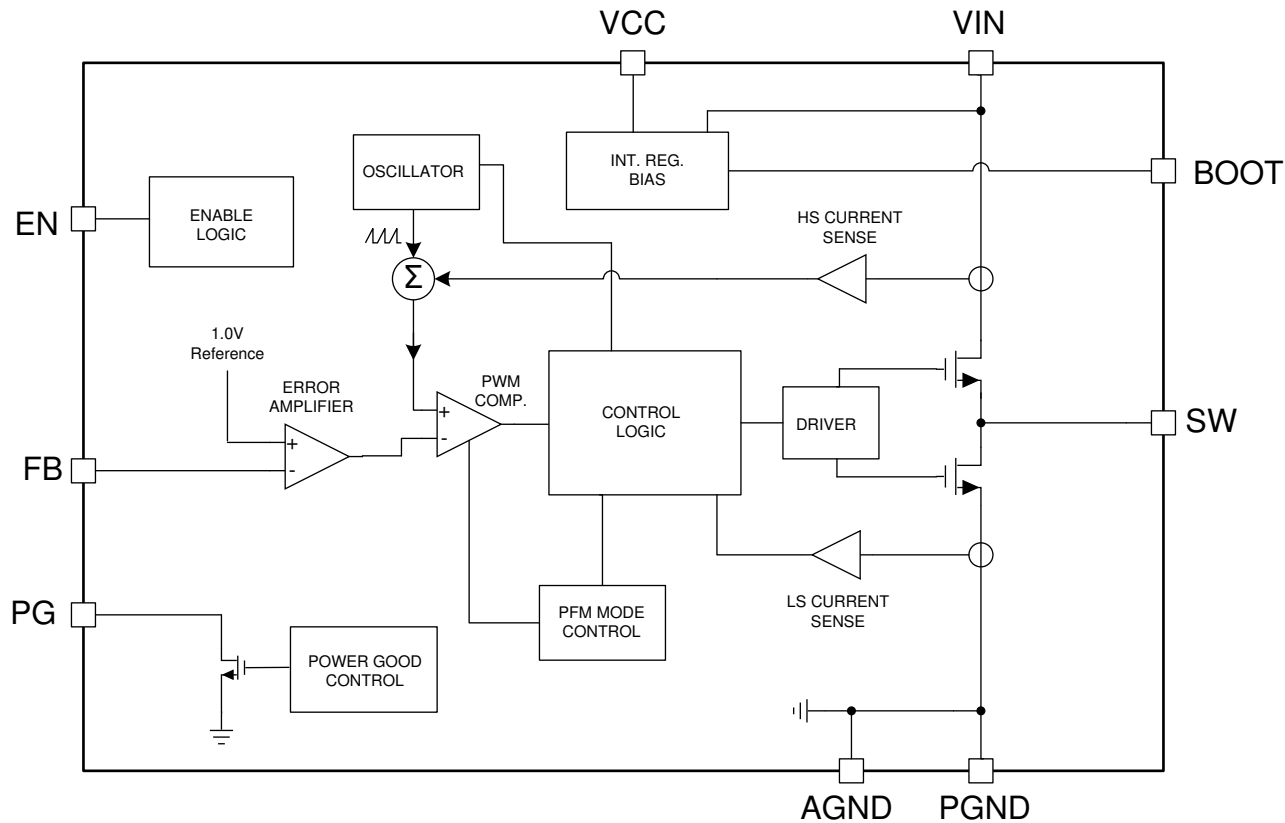 VCC
VIN
BOOT
OSCILLATOR
INT. REG.
BIAS
EN
ENABLE
LOGIC
HS CURRENT
SENSE
Σ
1.0V
Reference
ERROR
AMPLIFIER
PWM
COMP.
+
-
+
-
CONTROL
LOGIC
DRIVER
SW
FB
PG
PFM MODE
CONTROL
LS CURRENT
SENSE
POWER GOOD
CONTROL
AGND
PGND